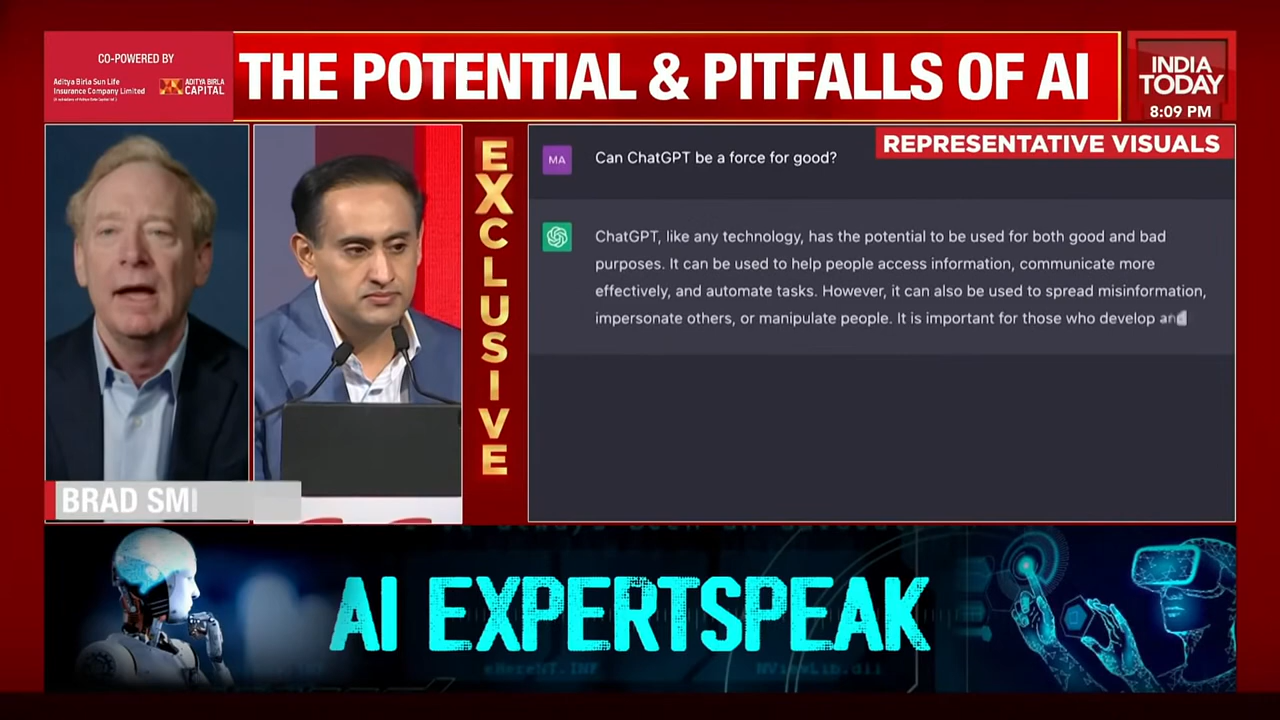 CO-POWERED BY
Aditya Birla Sun Life
Insurance Company Limited
ADITYA BIRLA
CAPITAL
THE POTENTIAL & PITFALLS OF AI
INDIA
TODAY
8:09 PM
EXCLUSIVE
REPRESENTATIVE VISUALS
MA
Can ChatGPT be a force for good?
ChatGPT, like any technology, has the potential to be used for both good and bad
purposes. It can be used to help people access information, communicate more
effectively, and automate tasks. However, it can also be used to spread misinformation,
impersonate others, or manipulate people. It is important for those who develop and
BRAD SMI
AI EXPERTSPEAK